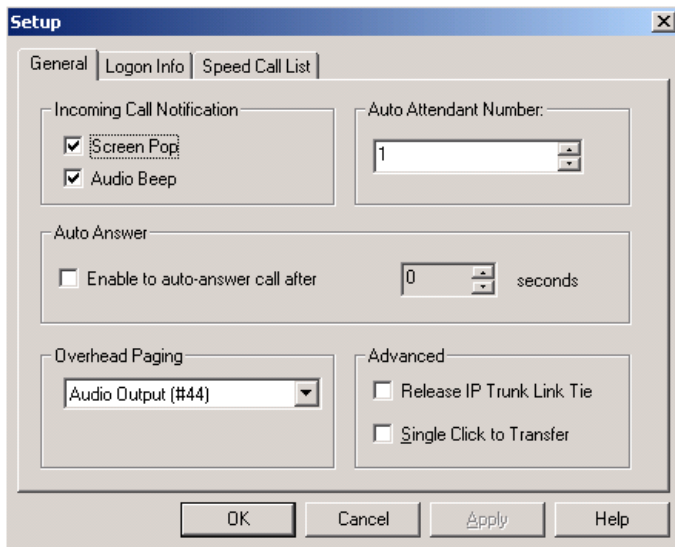 Setup
General Logon Info Speed Call List
Incoming Call Notification
Screen Pop
Audio Beep
Auto Attendant Number:
1
Auto Answer
Enable to auto-answer call after 0 seconds
Overhead Paging
Audio Output (#44)
Advanced
Release IP Trunk Link Tie
Single Click to Transfer
OK Cancel Apply Help